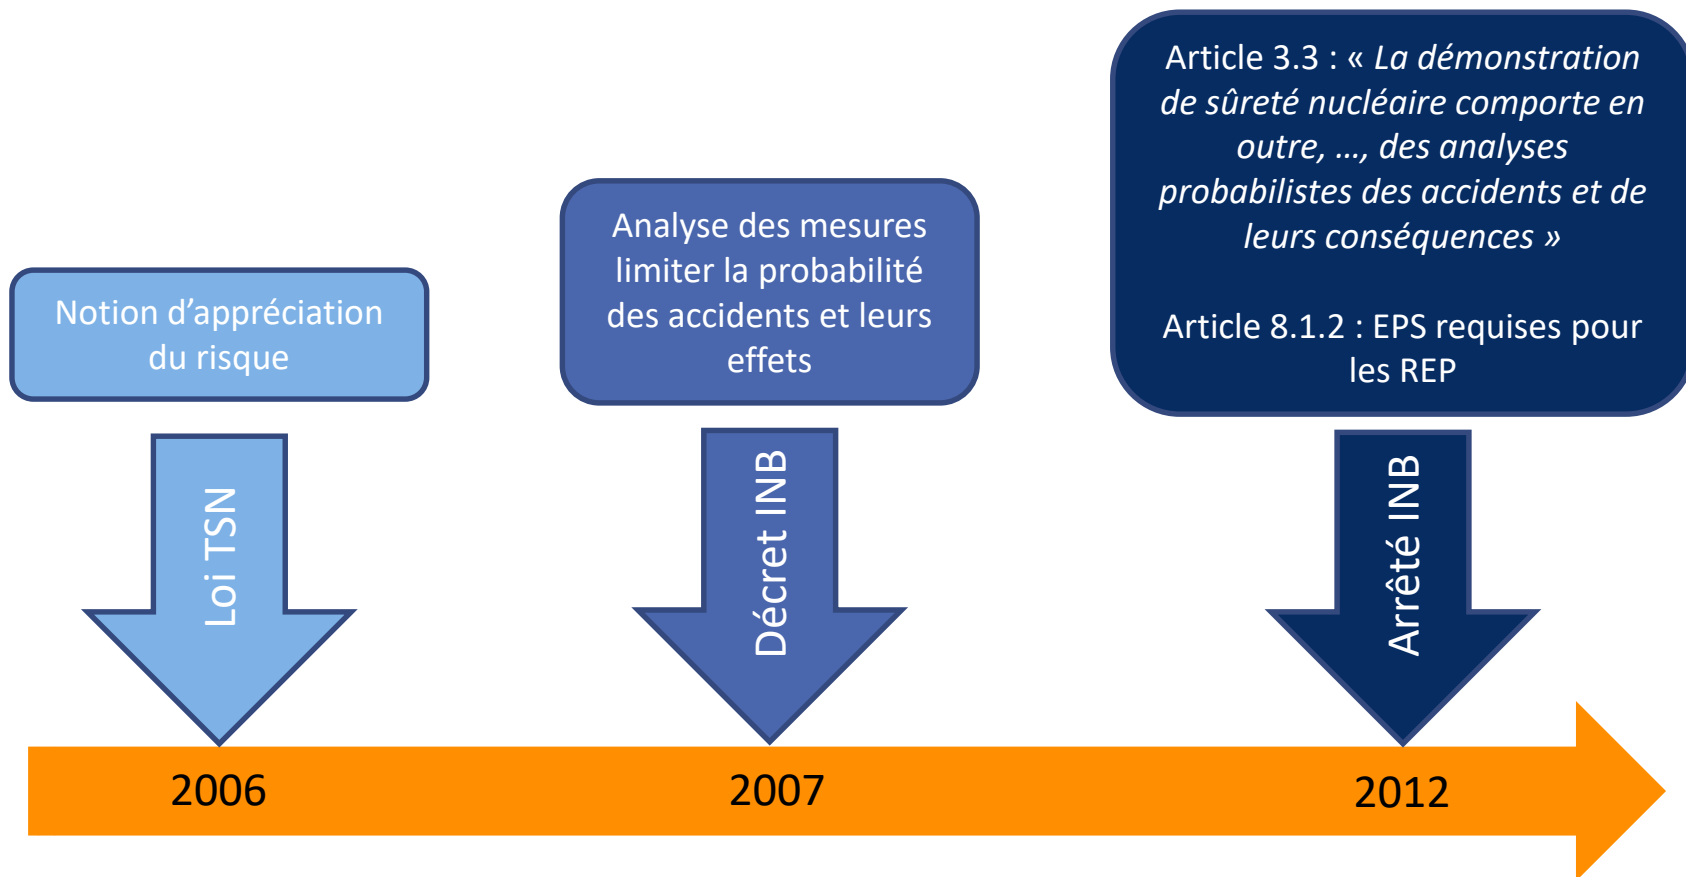 Notion d’appréciation
du risque
Loi TSN
2006
Analyse des mesures
limiter la probabilité
des accidents et leurs
effets
Décret INB
2007
Article 3.3 : « La démonstration
de sûreté nucléaire comporte en
outre, …, des analyses
probabilistes des accidents et de
leurs conséquences »
Article 8.1.2 : EPS requises pour
les REP
Arrêté INB
2012